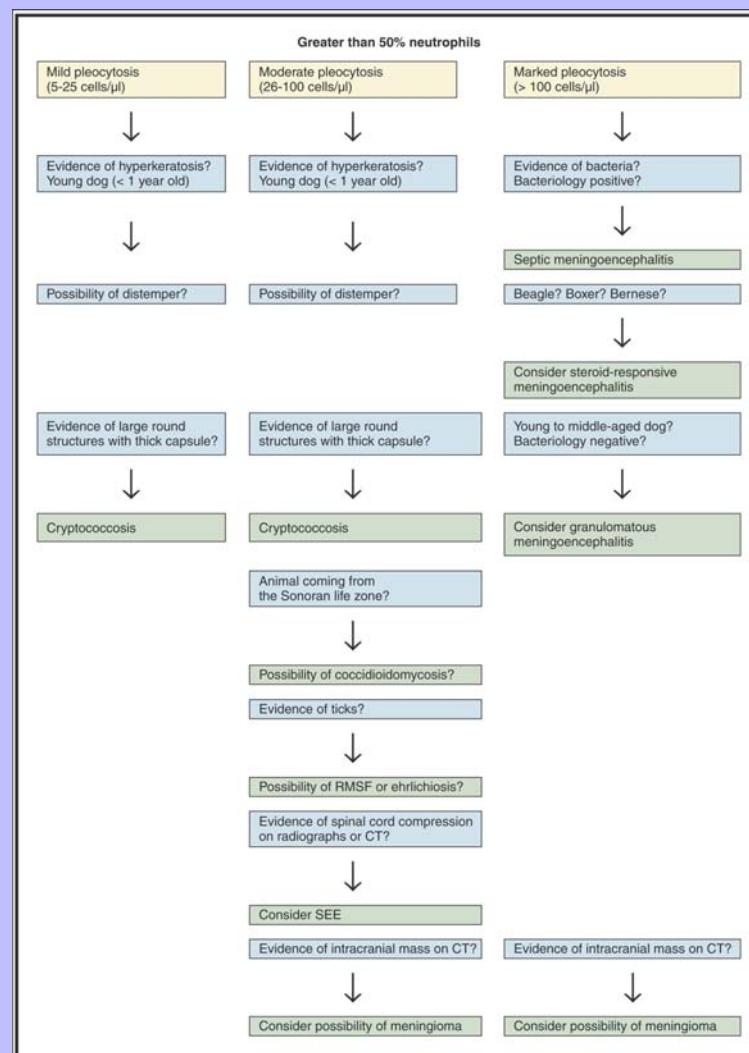 Greater than 50% neutrophils
Mild pleocytosis
(5-25 cells/µl)
Moderate pleocytosis
(26-100 cells/µl)
Marked pleocytosis
(> 100 cells/µl)
Evidence of hyperkeratosis?
Young dog (< 1 year old)
Evidence of hyperkeratosis?
Young dog (< 1 year old)
Evidence of bacteria?
Bacteriology positive?
Septic meningoencephalitis
Possibility of distemper?
Possibility of distemper?
Beagle? Boxer? Bernese?
Consider steroid-responsive
meningoencephalitis
Evidence of large round
structures with thick capsule?
Evidence of large round
structures with thick capsule?
Young to middle-aged dog?
Bacteriology negative?
Cryptococcosis
Cryptococcosis
Consider granulomatous
meningoencephalitis
Animal coming from
the Sonoran life zone?
Possibility of coccidioidomycosis?
Evidence of ticks?
Possibility of RMSF or ehrlichiosis?
Evidence of spinal cord compression
on radiographs or CT?
Consider SEE
Evidence of intracranial mass on CT?
Evidence of intracranial mass on CT?
Consider possibility of meningioma
Consider possibility of meningioma